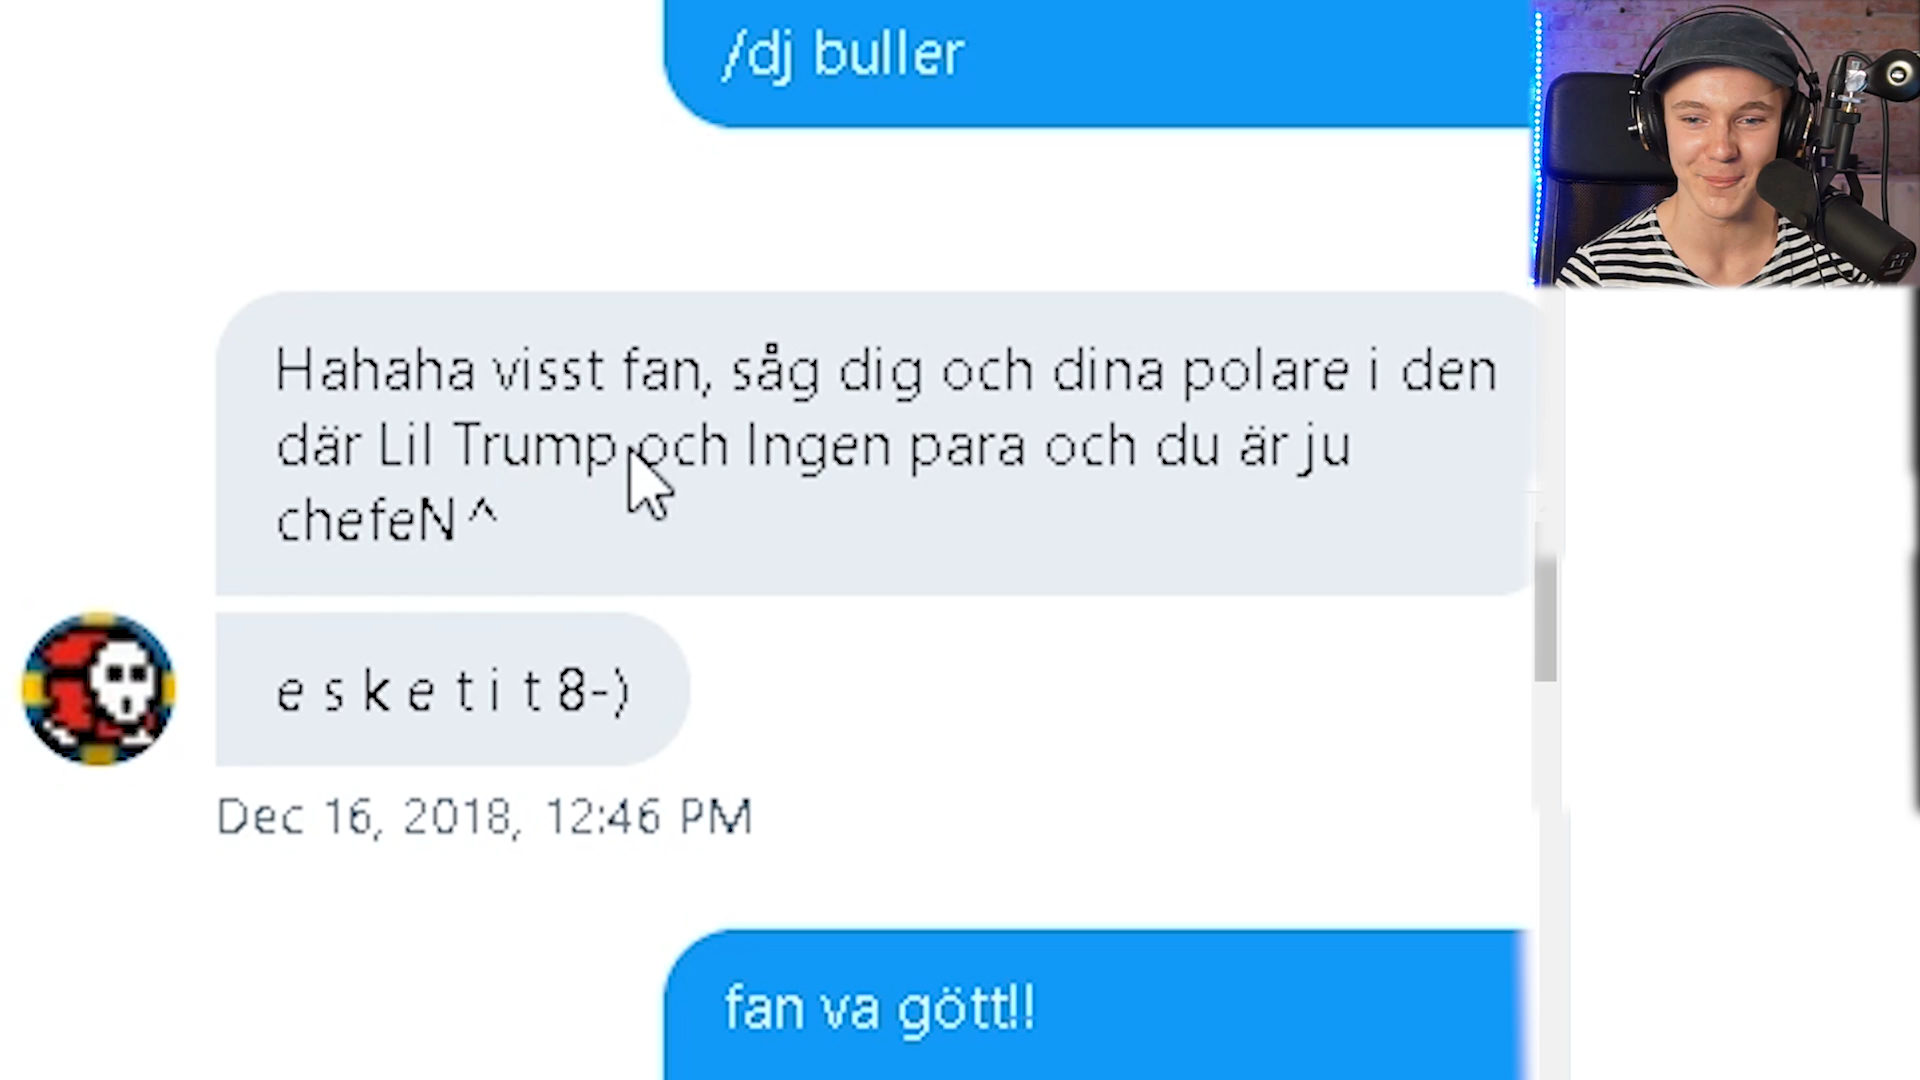 /dj buller
Hahaha visst fan, såg dig och dina polare i den
där Lil Trump och Ingen para och du är ju
chefeN^
e s k e t i t 8-)
Dec 16, 2018, 12:46 PM
fan va gött!!